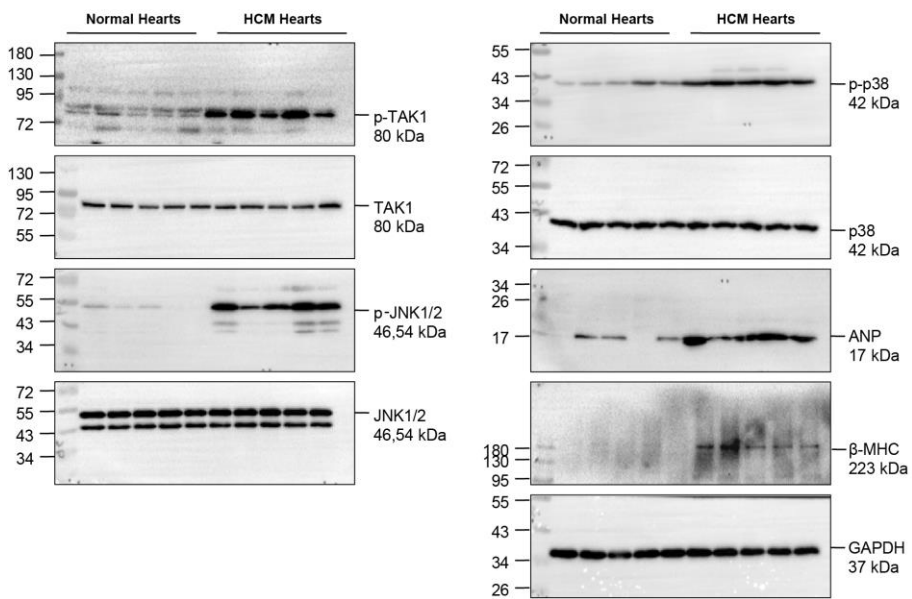 Normal Hearts
HCM Hearts
180
130
95
72
p-TAK1
80 kDa
130
95
72
55
TAK1
80 kDa
72
55
43
34
p-JNK1/2
46,54 kDa
72
55
43
34
JNK1/2
46,54 kDa
Normal Hearts
HCM Hearts
55
43
34
26
p-p38
42 kDa
72
55
43
34
p38
42 kDa
34
26
17
ANP
17 kDa
180
130
95
β-MHC
223 kDa
55
43
34
26
GAPDH
37 kDa